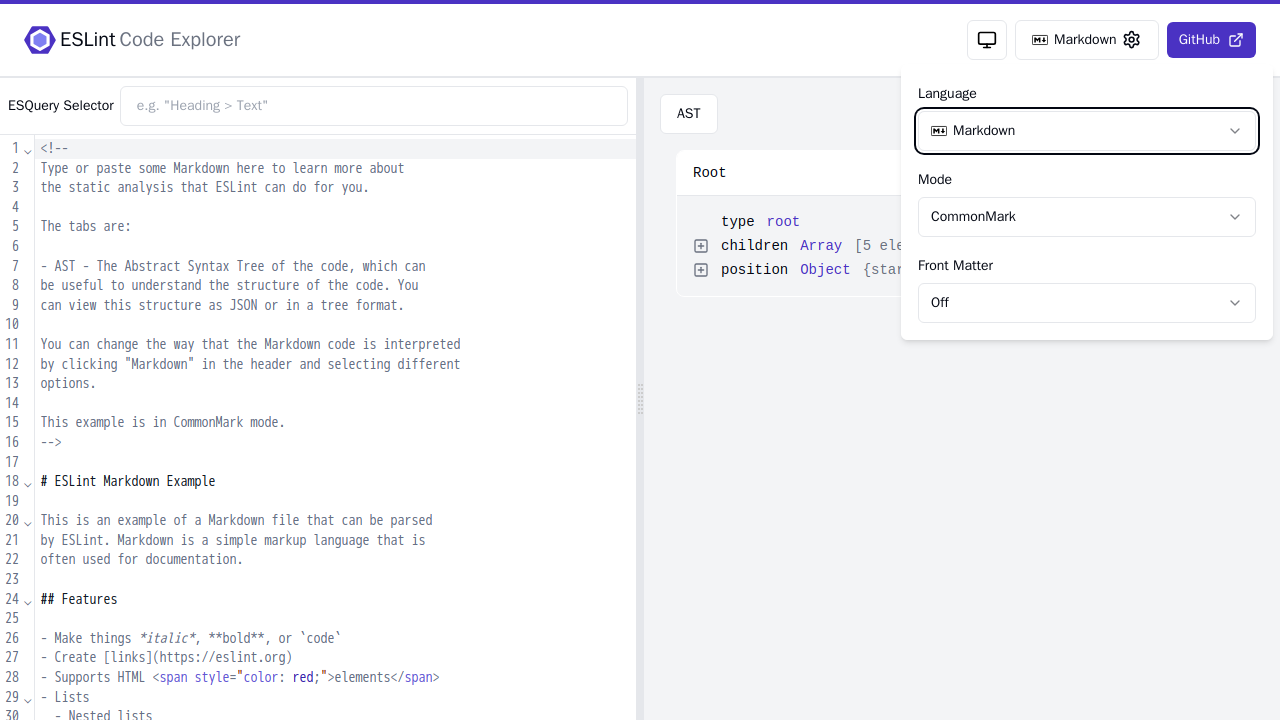 ESLint Code Explorer
Markdown
GitHub
ESQuery Selector
e.g. "Heading > Text"
1 <!--
2 Type or paste some Markdown here to learn more about
3 the static analysis that ESLint can do for you.
4
5 The tabs are:
6
7 - AST - The Abstract Syntax Tree of the code, which can
8 be useful to understand the structure of the code. You
9 can view this structure as JSON or in a tree format.
10
11 You can change the way that the Markdown code is interpreted
12 by clicking "Markdown" in the header and selecting different
13 options.
14
15 This example is in CommonMark mode.
16 -->
17
18 # ESLint Markdown Example
19
20 This is an example of a Markdown file that can be parsed
21 by ESLint. Markdown is a simple markup language that is
22 often used for documentation.
23
24 ## Features
25
26 - Make things *italic*, **bold**, or `code`
27 - Create [links](https://eslint.org)
28 - Supports HTML <span style="color: red;">elements</span>
29 - Lists
30 - Nested lists
AST
Root
type root
children Array [5 ele
position Object {star
Language
Markdown
Mode
CommonMark
Front Matter
Off